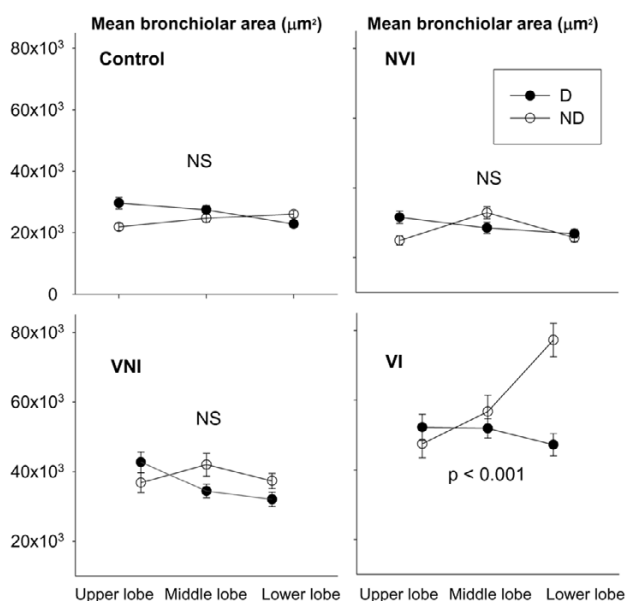 Mean bronchiolar area (μm²)
Control
80x10³
60x10³
40x10³
20x10³
0
NS
Mean bronchiolar area (μm²)
NVI
D
ND
NS
VNI
80x10³
60x10³
40x10³
20x10³
NS
Upper lobe Middle lobe Lower lobe
VI
p < 0.001
Upper lobe Middle lobe Lower lobe